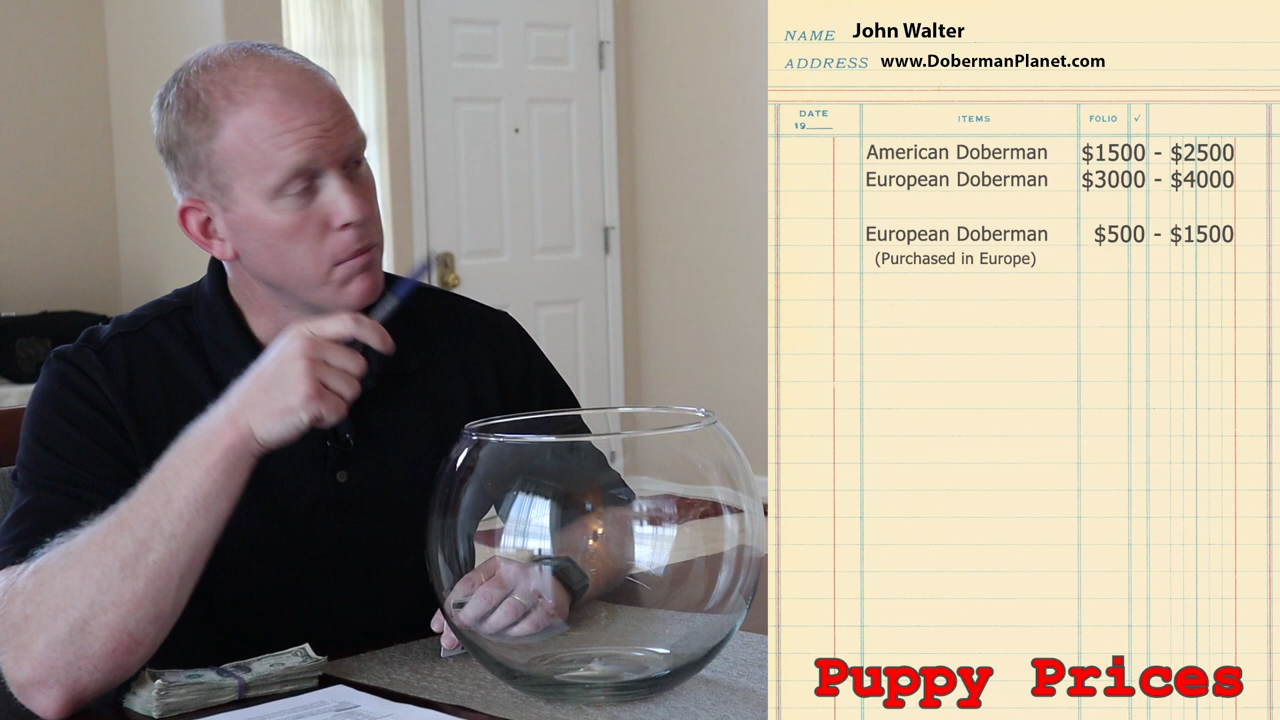 NAME John Walter
ADDRESS www.DobermanPlanet.com
DATE
19
ITEMS
FOLIO ✓
American Doberman $1500 - $2500
European Doberman $3000 - $4000
European Doberman $500 - $1500
(Purchased in Europe)
Puppy Prices